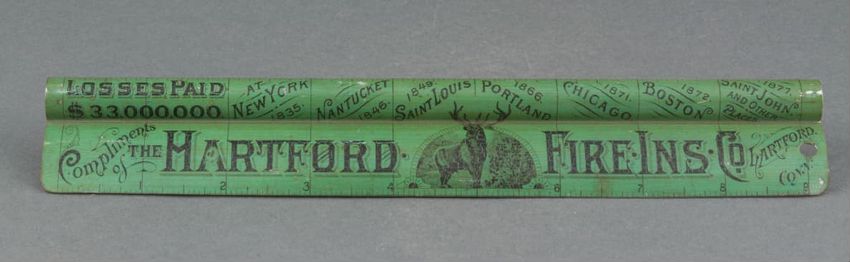 LOSSES PAID
$33,000,000
AT NEW YORK 1835.
NANTUCKET 1846.
1849. SAINT LOUIS
1866. PORTLAND
CHICAGO 1871.
BOSTON 1872.
1877. SAINT JOHN AND OTHER PLACES
Compliments of THE HARTFORD FIRE · INS · CO. HARTFORD CONN.
1 2 3 4 6 7 8 9